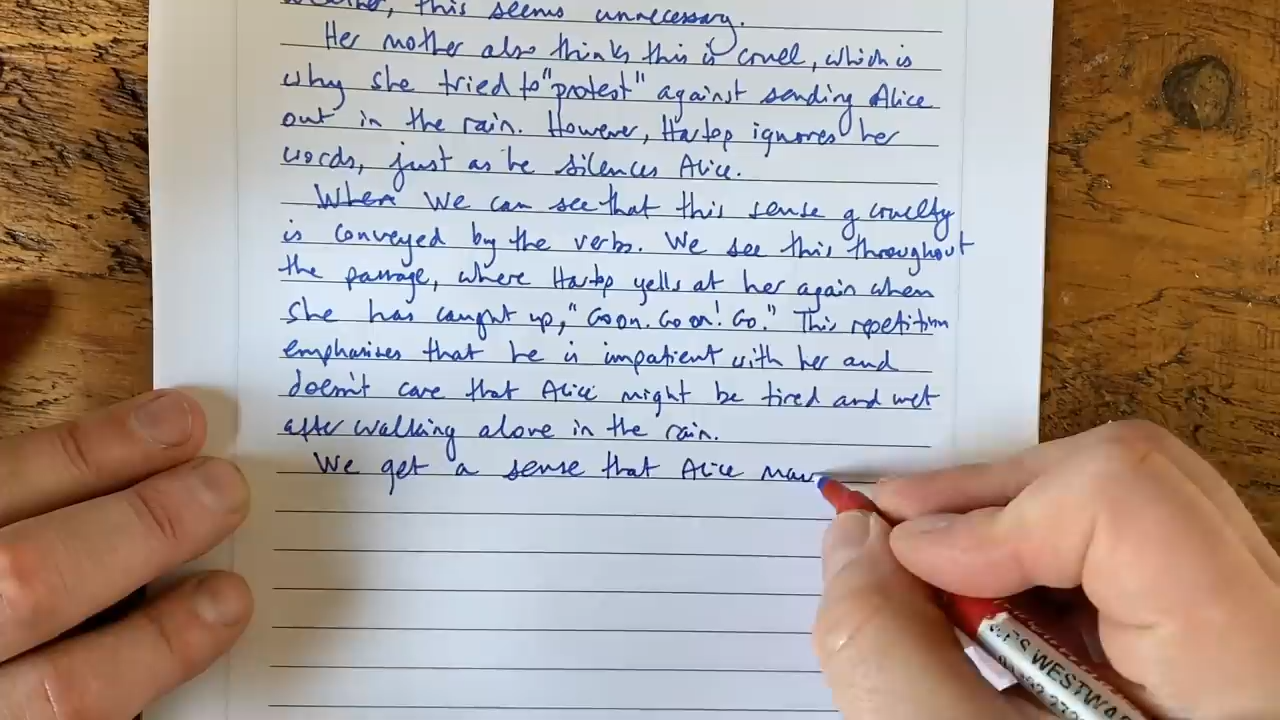 this seems unnecessary.
Her mother also thinks this is cruel, which is
why she tried to "protest" against sending Alice
out in the rain. However, Hartop ignores her
words, just as he silences Alice.
When We can see that this sense of cruelty
is conveyed by the verbs. We see this throughout
the passage, where Hartop yells at her again when
she has caught up, "Go on. Go on! Go." This repetition
emphasises that he is impatient with her and
doesn't care that Alice might be tired and wet
after walking alone in the rain.
We get a sense that Alice
WESTWA